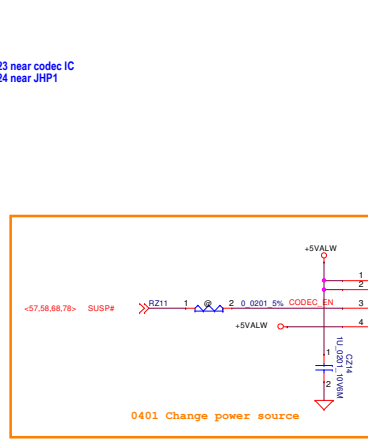 23 near codec IC
24 near JHP1
+5VALW
1
2
<57,58,68,78> SUSP# RZ11 1 @ 2 0_0201_5% CODEC_EN 3
+5VALW 4
1
CZ14
1U_0201_10V6M
2
0401 Change power source